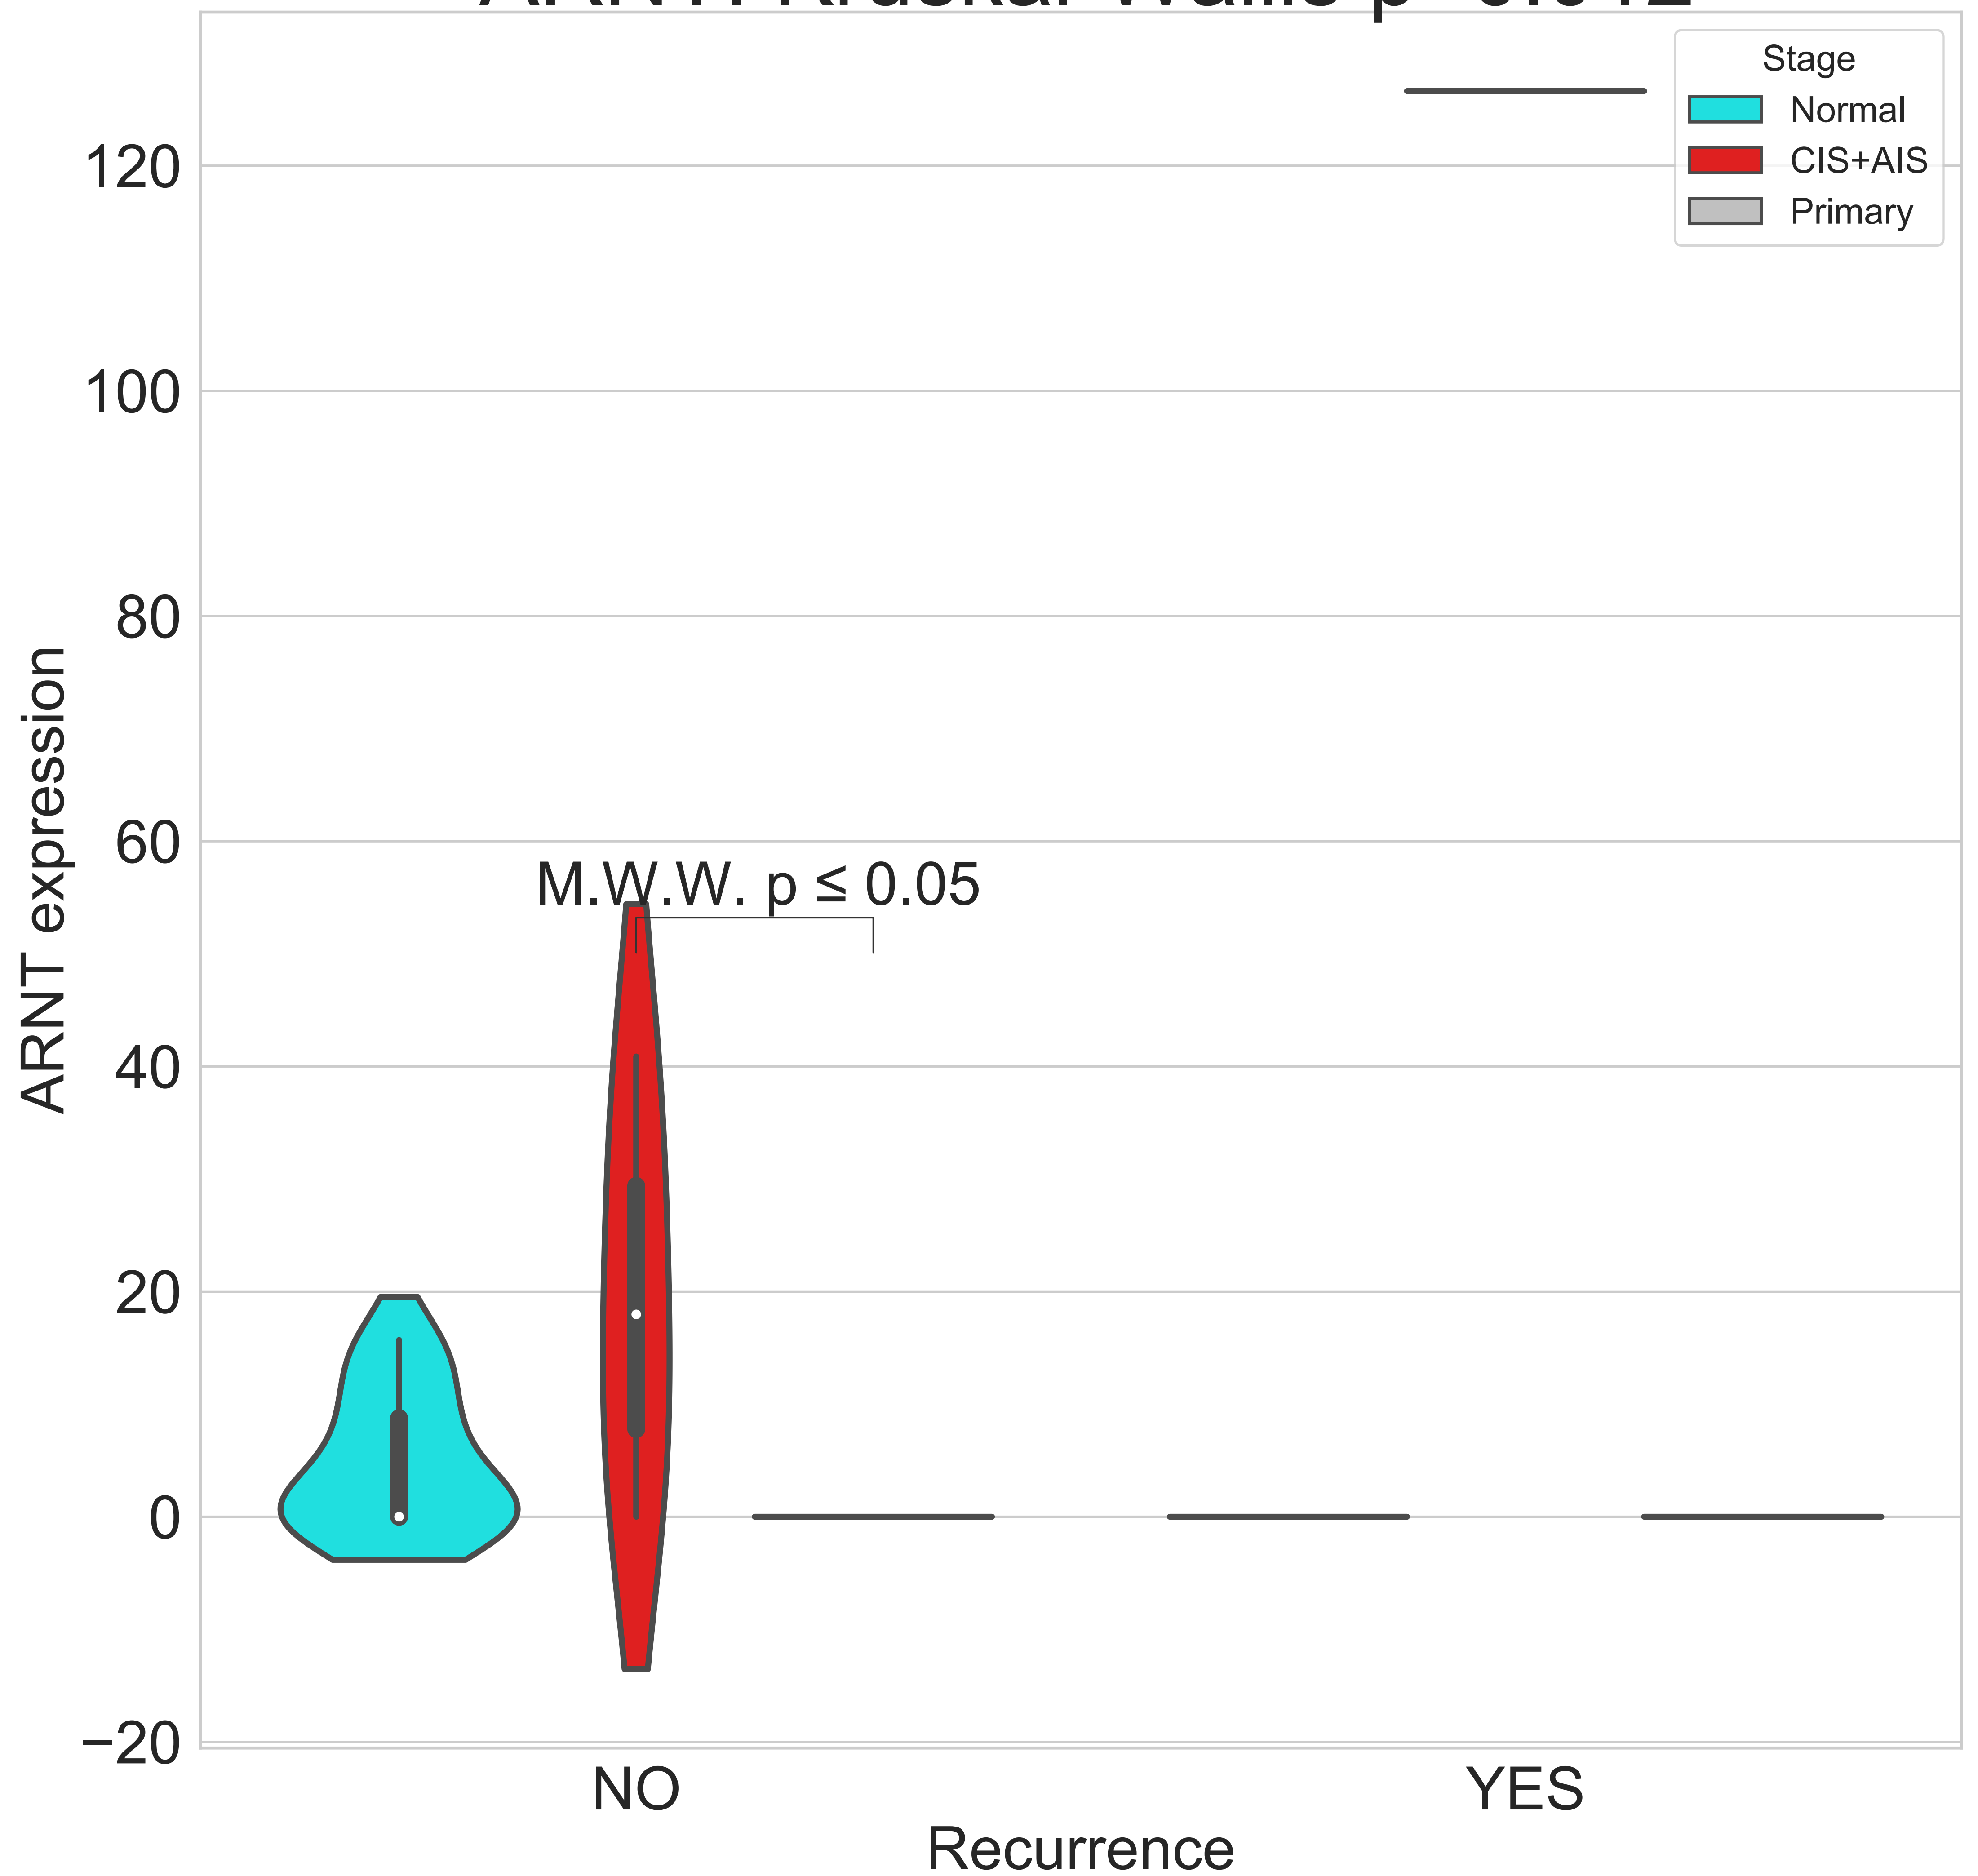 Stage
Normal
CIS+AIS
Primary
120
100
80
60
40
20
0
−20
ARNT expression
M.W.W. p ≤ 0.05
NO
YES
Recurrence